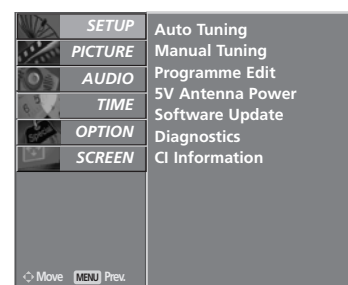 SETUP
PICTURE
AUDIO
TIME
OPTION
SCREEN
Auto Tuning
Manual Tuning
Programme Edit
5V Antenna Power
Software Update
Diagnostics
CI Information
Move MENU Prev.